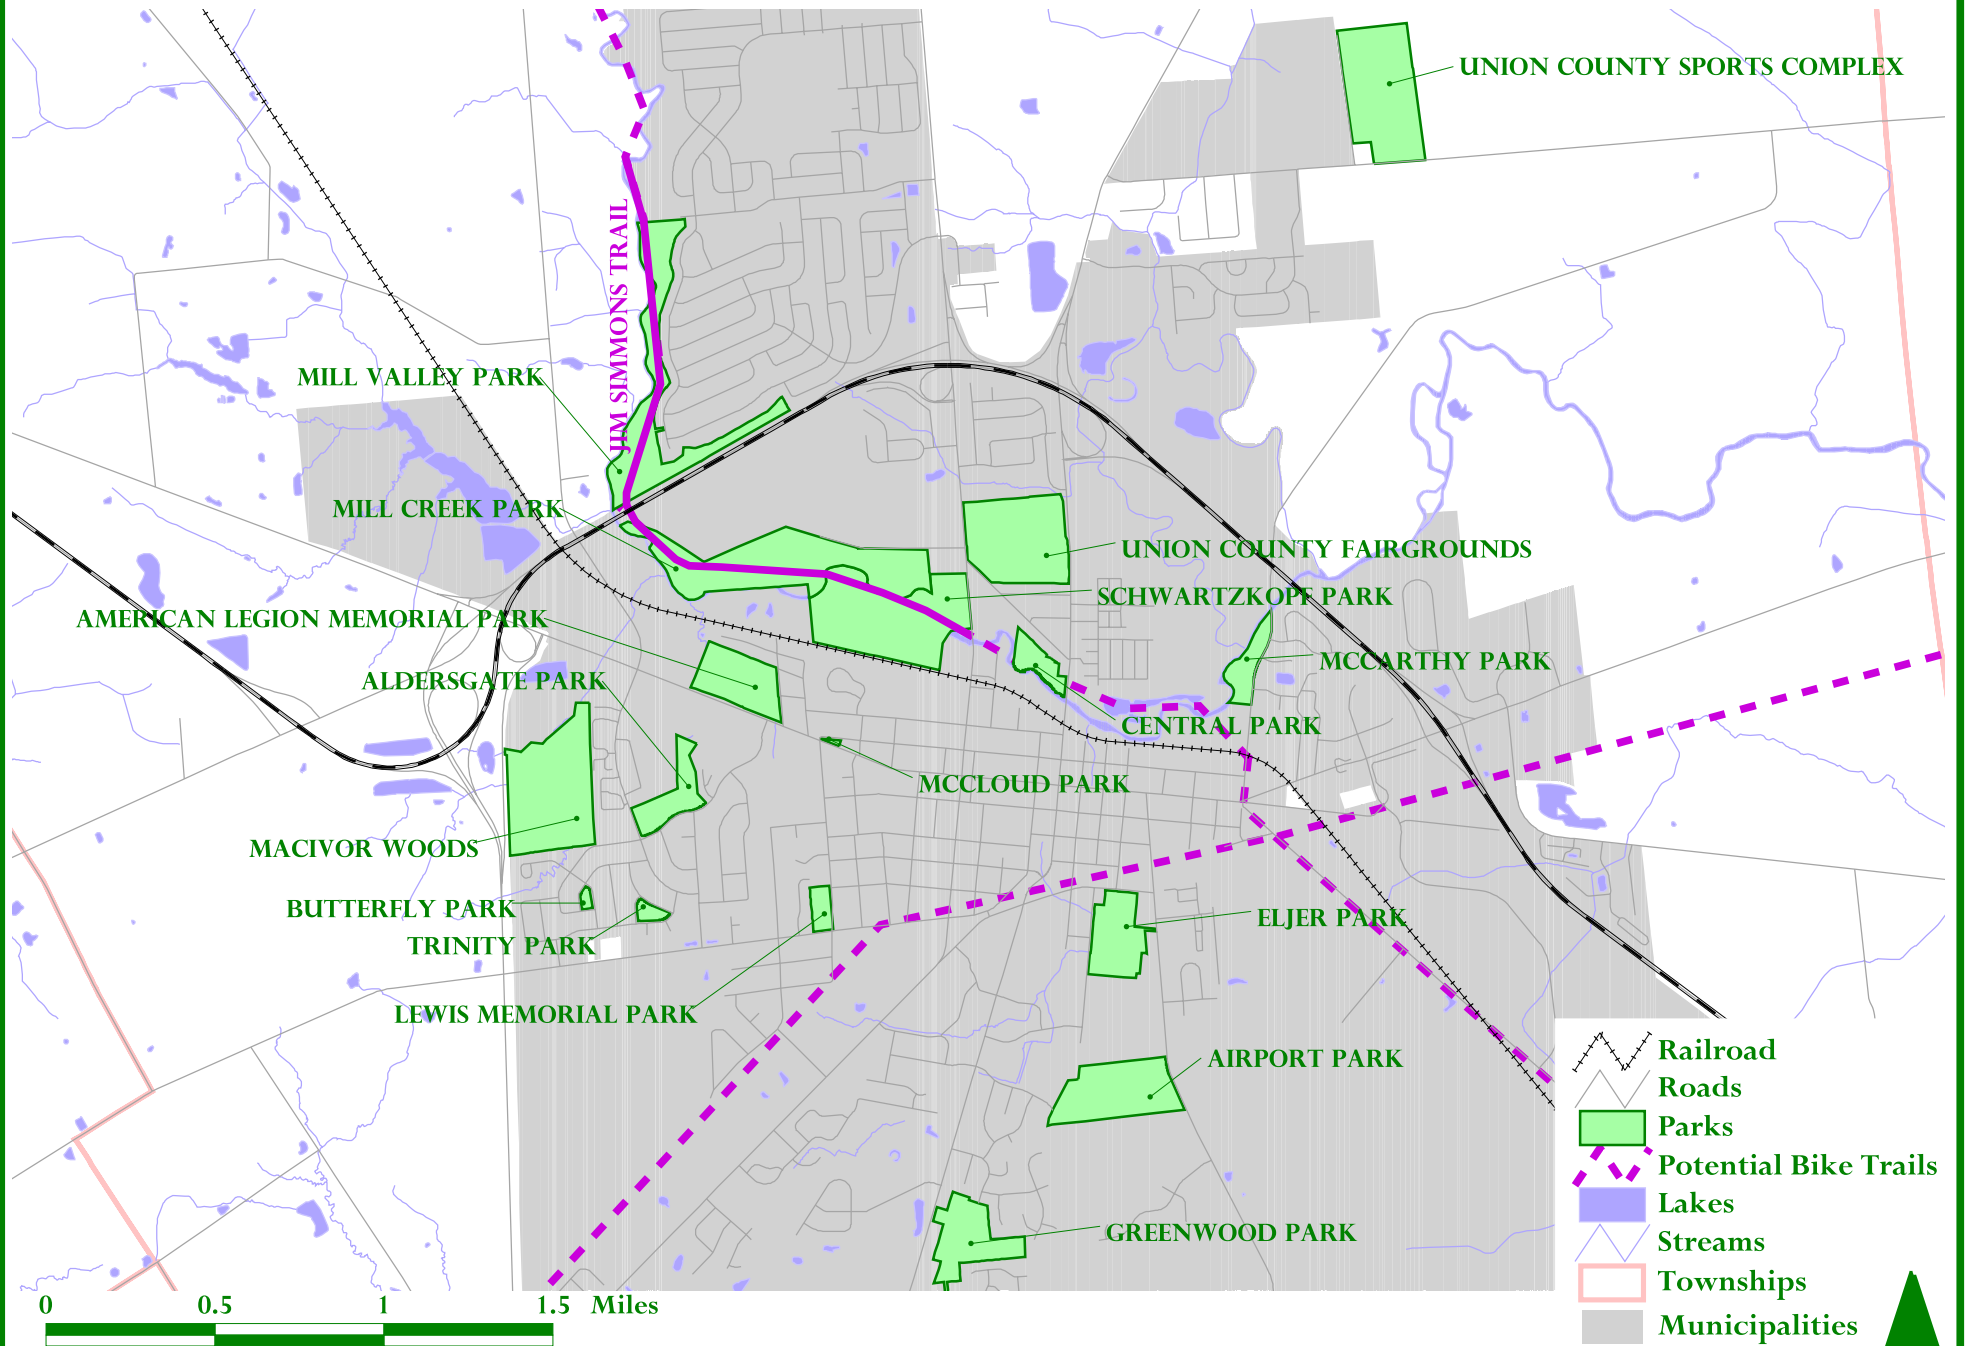 UNION COUNTY SPORTS COMPLEX
JIM SIMMONS TRAIL
MILL VALLEY PARK
MILL CREEK PARK
UNION COUNTY FAIRGROUNDS
SCHWARTZKOPF PARK
AMERICAN LEGION MEMORIAL PARK
MCCARTHY PARK
ALDERSGATE PARK
CENTRAL PARK
MCCLOUD PARK
MACIVOR WOODS
BUTTERFLY PARK
ELJER PARK
TRINITY PARK
LEWIS MEMORIAL PARK
AIRPORT PARK
GREENWOOD PARK
Railroad
Roads
Parks
Potential Bike Trails
Lakes
Streams
Townships
Municipalities
0 0.5 1 1.5 Miles